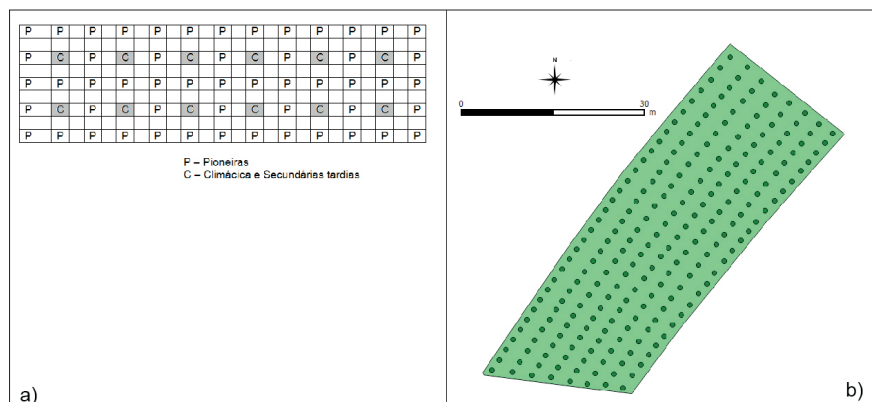 P P P P P P P P P P P P P
P C P C P C P C P C P C P
P P P P P P P P P P P P P
P C P C P C P C P C P C P
P P P P P P P P P P P P P
P – Pioneiras
C – Climácica e Secundárias tardias
a)
N
0 30
m
b)